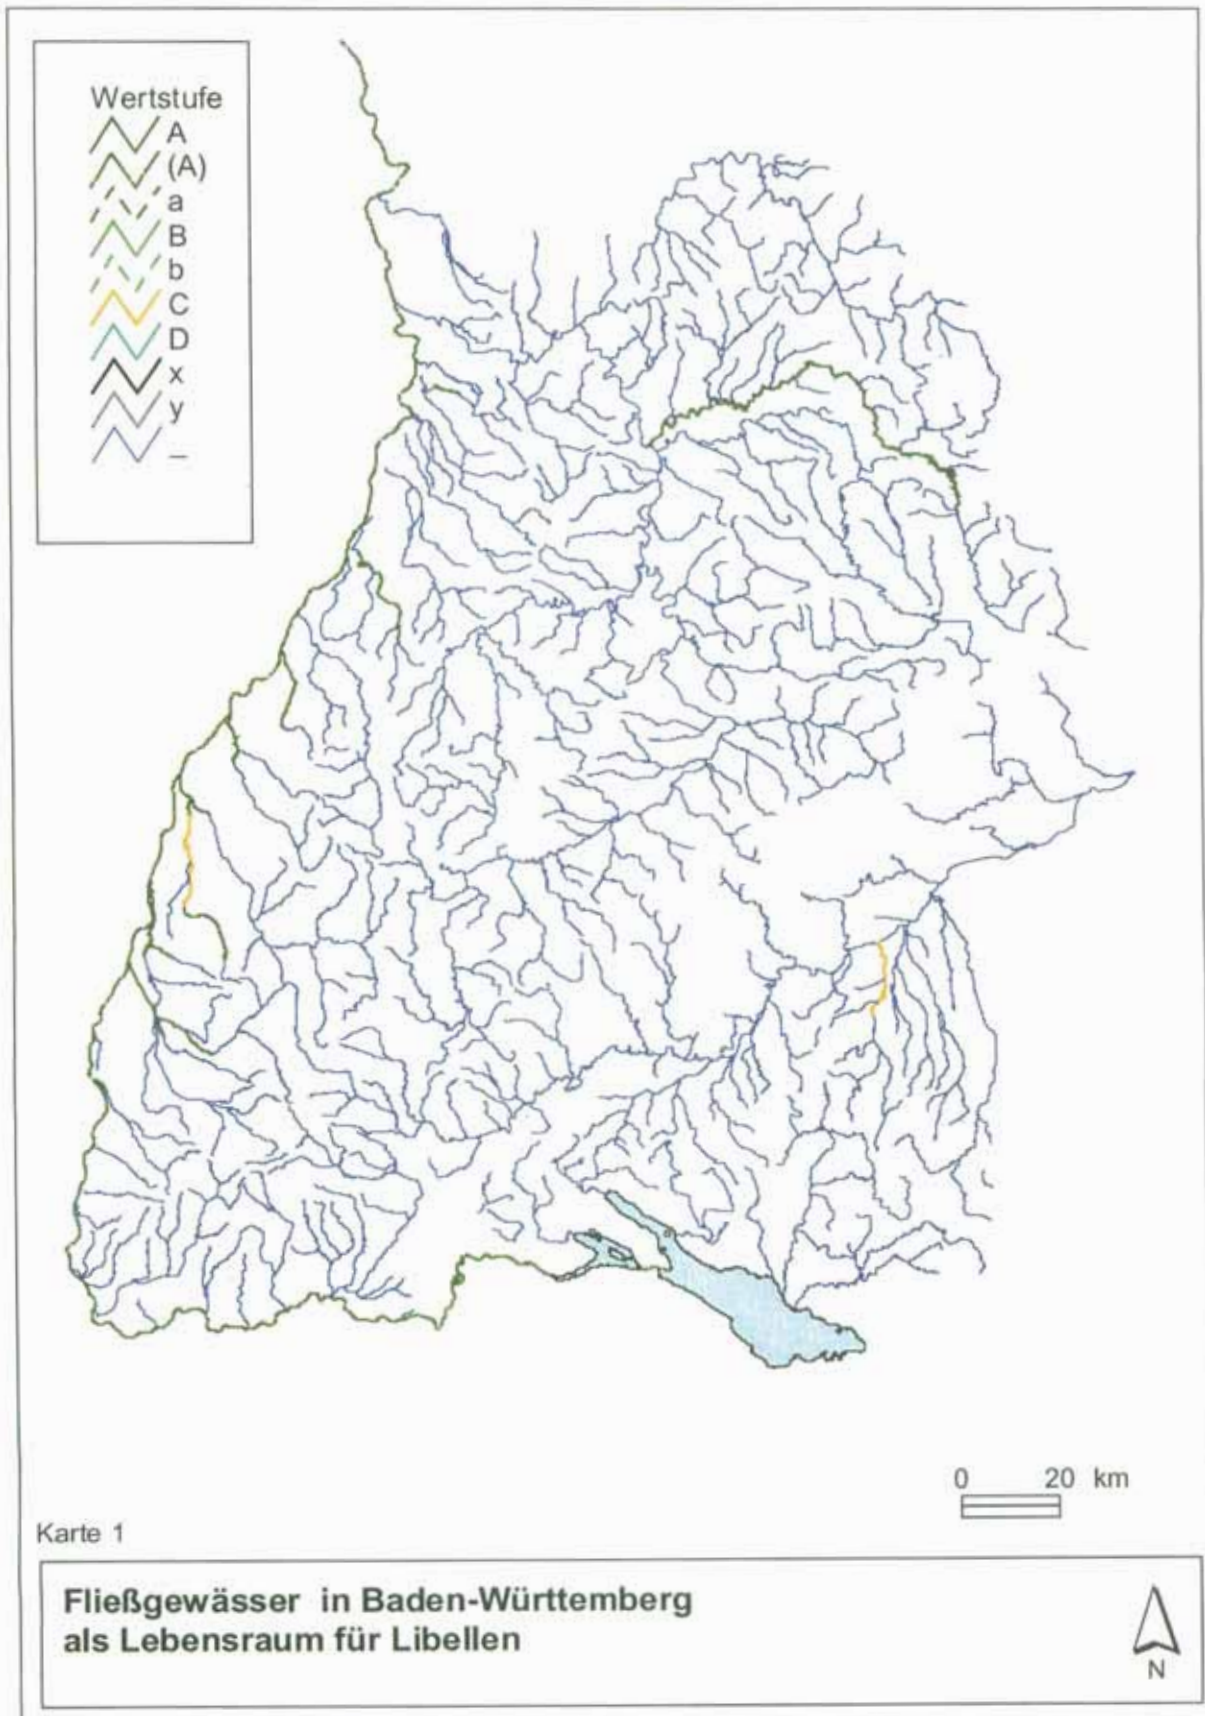 Wertstufe
A
(A)
a
B
b
C
D
x
y
–
0 20 km
Karte 1
Fließgewässer in Baden-Württemberg
als Lebensraum für Libellen
N